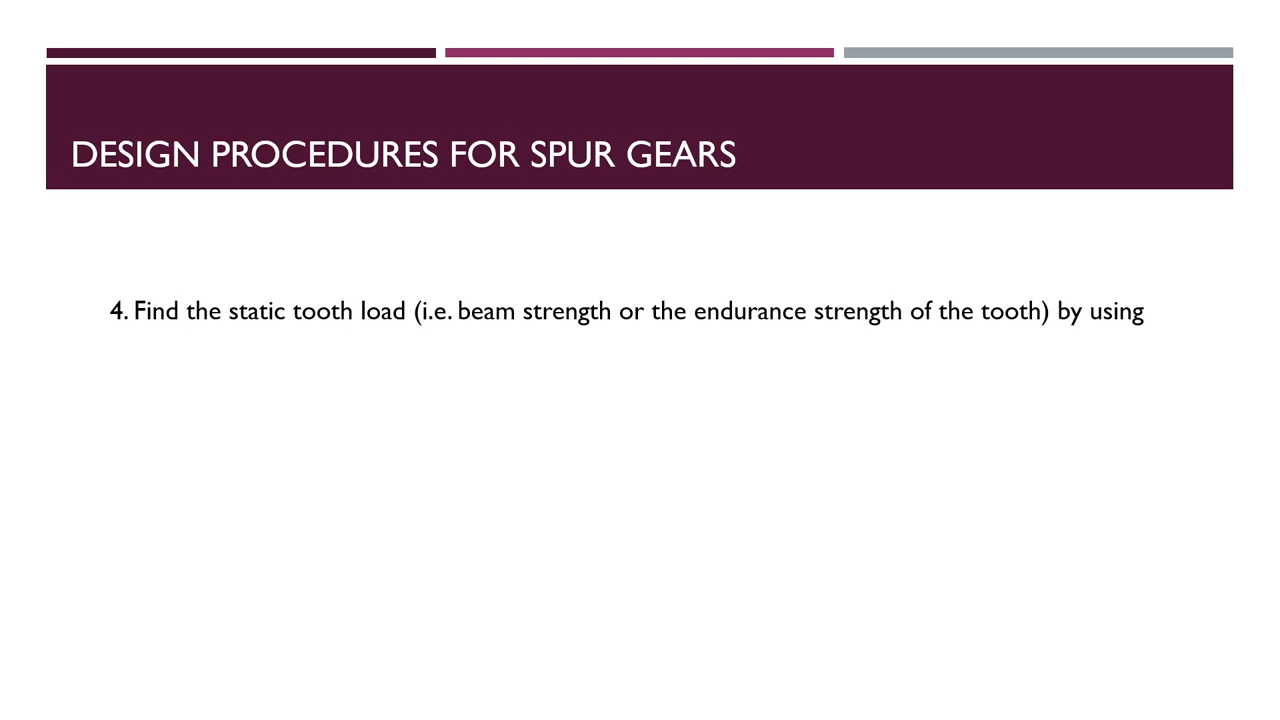 DESIGN PROCEDURES FOR SPUR GEARS
4. Find the static tooth load (i.e. beam strength or the endurance strength of the tooth) by using